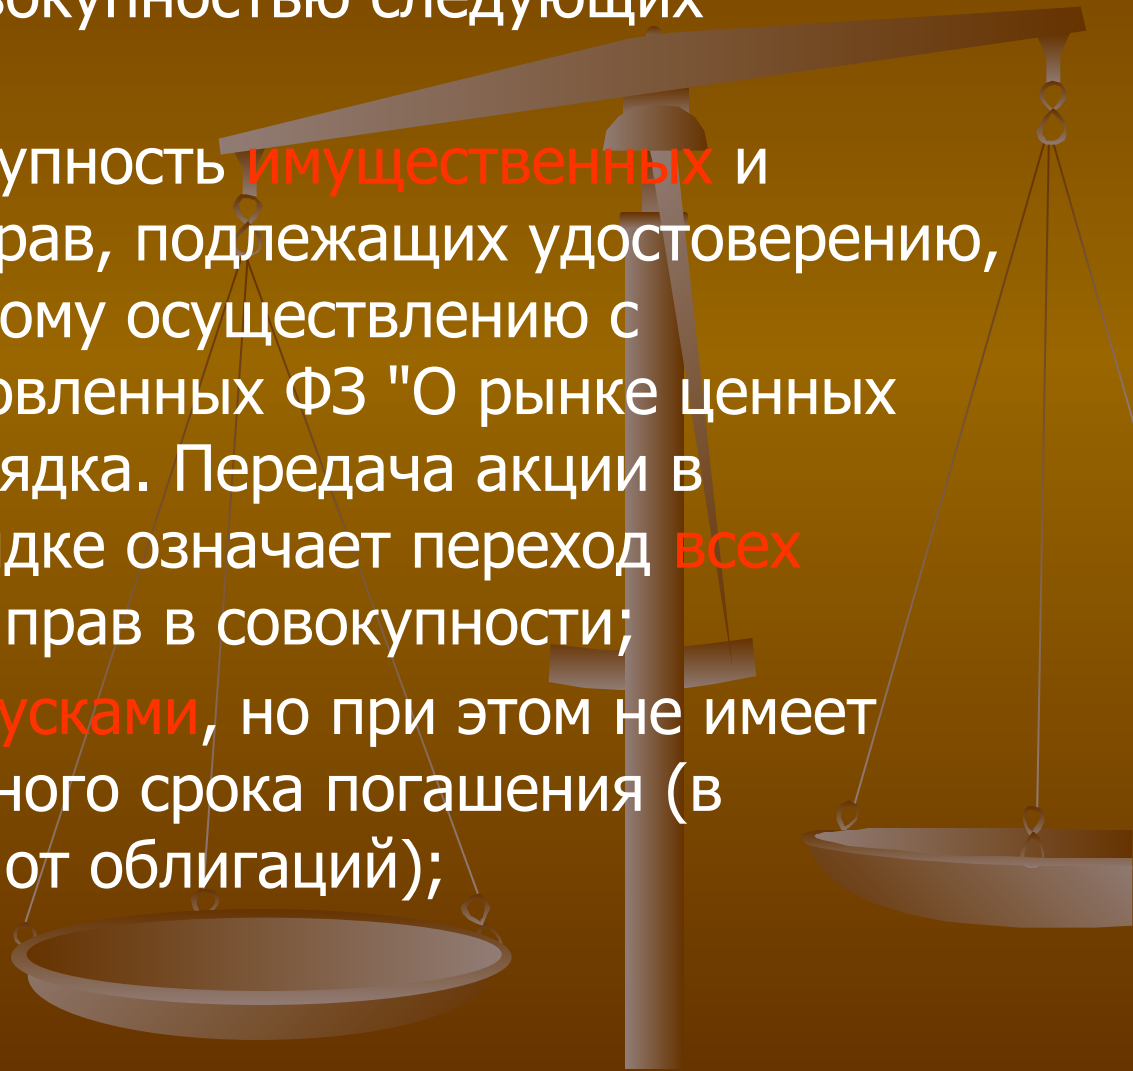 вокупностью следующих
упность имущественных и
рав, подлежащих удостоверению,
ому осуществлению с
овленных ФЗ "О рынке ценных
ядка. Передача акции в
дке означает переход всех
прав в совокупности;
усками, но при этом не имеет
ного срока погашения (в
от облигаций);